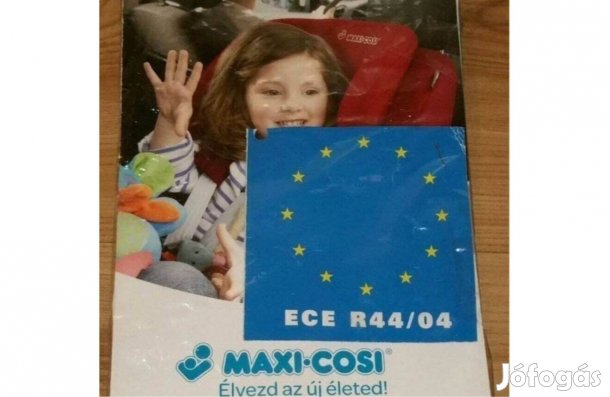 MAXI-COSI
ECE R44/04
MAXI-COSI®
Élvezd az új életed!
Jófogás